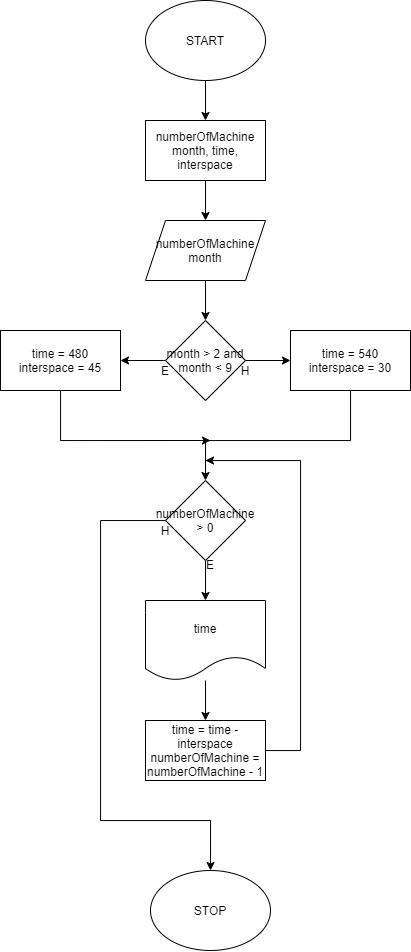 START
numberOfMachine
month, time,
interspace
numberOfMachine,
month
time = 480
interspace = 45
month > 2 and
month < 9
E
H
time = 540
interspace = 30
numberOfMachine
> 0
H
E
time
time = time -
interspace
numberOfMachine =
numberOfMachine - 1
STOP